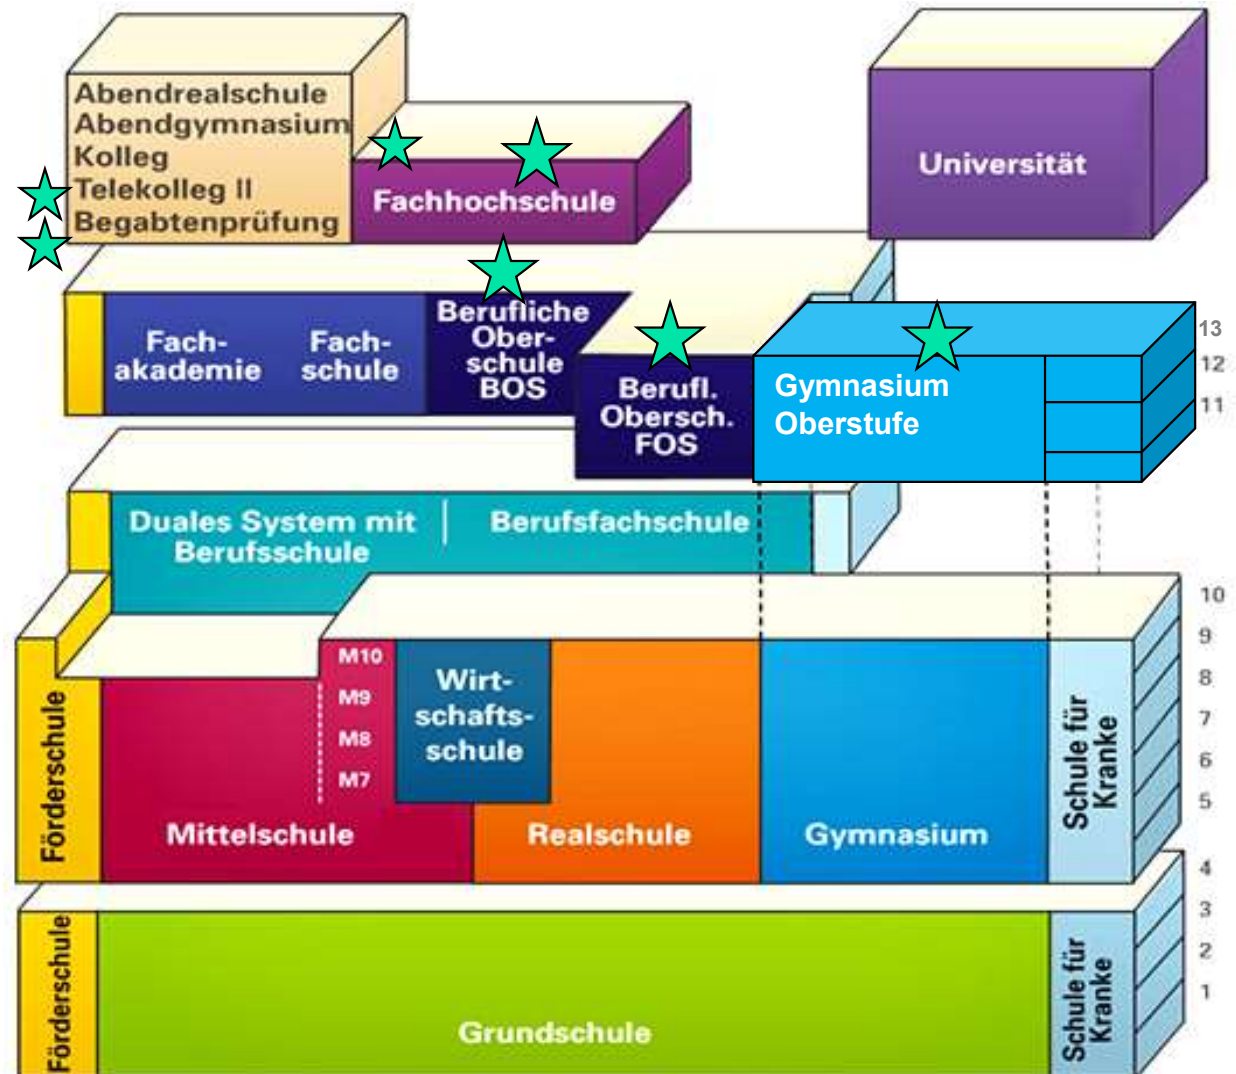 Abendrealschule
Abendgymnasium
Kolleg
Telekolleg II
Begabtenprüfung
Fachhochschule
Universität
Fach-
akademie
Fach-
schule
Berufliche
Ober-
schule
BOS
Berufl.
Obersch.
FOS
Gymnasium
Oberstufe
13
12
11
Duales System mit
Berufsschule
Berufsfachschule
10
9
8
7
6
5
Förderschule
M10
M9
M8
M7
Mittelschule
Wirt-
schafts-
schule
Realschule
Gymnasium
Schule für
Kranke
4
3
2
1
Förderschule
Grundschule
Schule für
Kranke